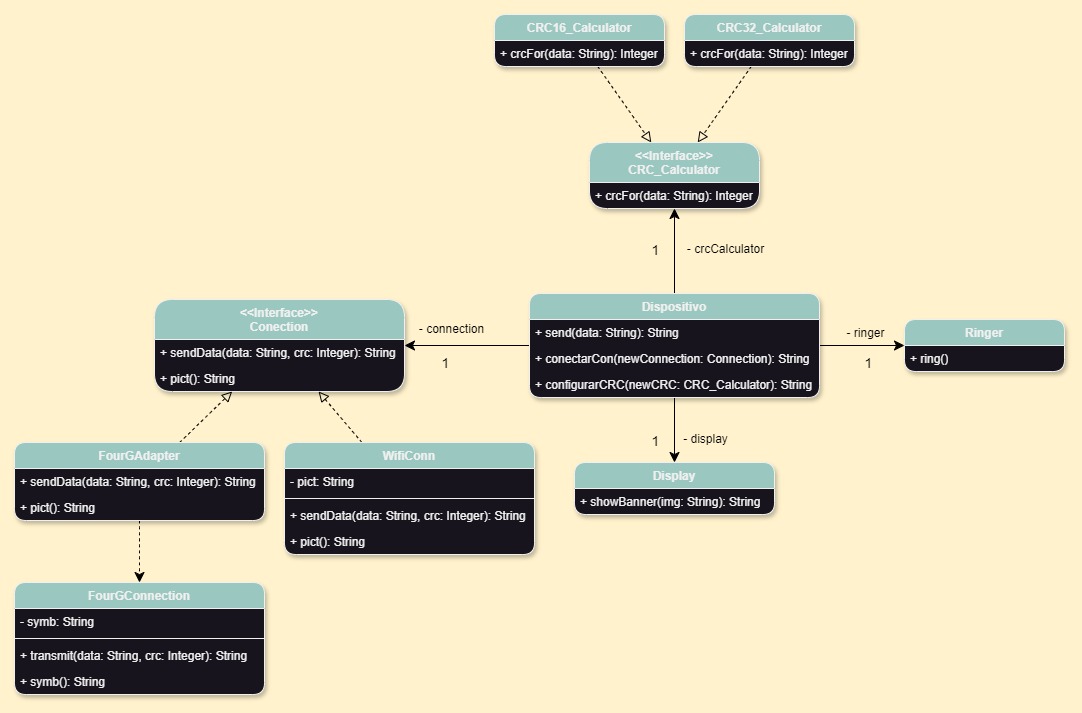 CRC16_Calculator
+ crcFor(data: String): Integer
CRC32_Calculator
+ crcFor(data: String): Integer
<<Interface>>
CRC_Calculator
+ crcFor(data: String): Integer
1
- crcCalculator
Dispositivo
+ send(data: String): String
+ conectarCon(newConnection: Connection): String
+ configurarCRC(newCRC: CRC_Calculator): String
<<Interface>>
Conection
+ sendData(data: String, crc: Integer): String
+ pict(): String
- connection
1
- ringer
1
Ringer
+ ring()
1
- display
Display
+ showBanner(img: String): String
FourGAdapter
+ sendData(data: String, crc: Integer): String
+ pict(): String
WifiConn
- pict: String
+ sendData(data: String, crc: Integer): String
+ pict(): String
FourGConnection
- symb: String
+ transmit(data: String, crc: Integer): String
+ symb(): String